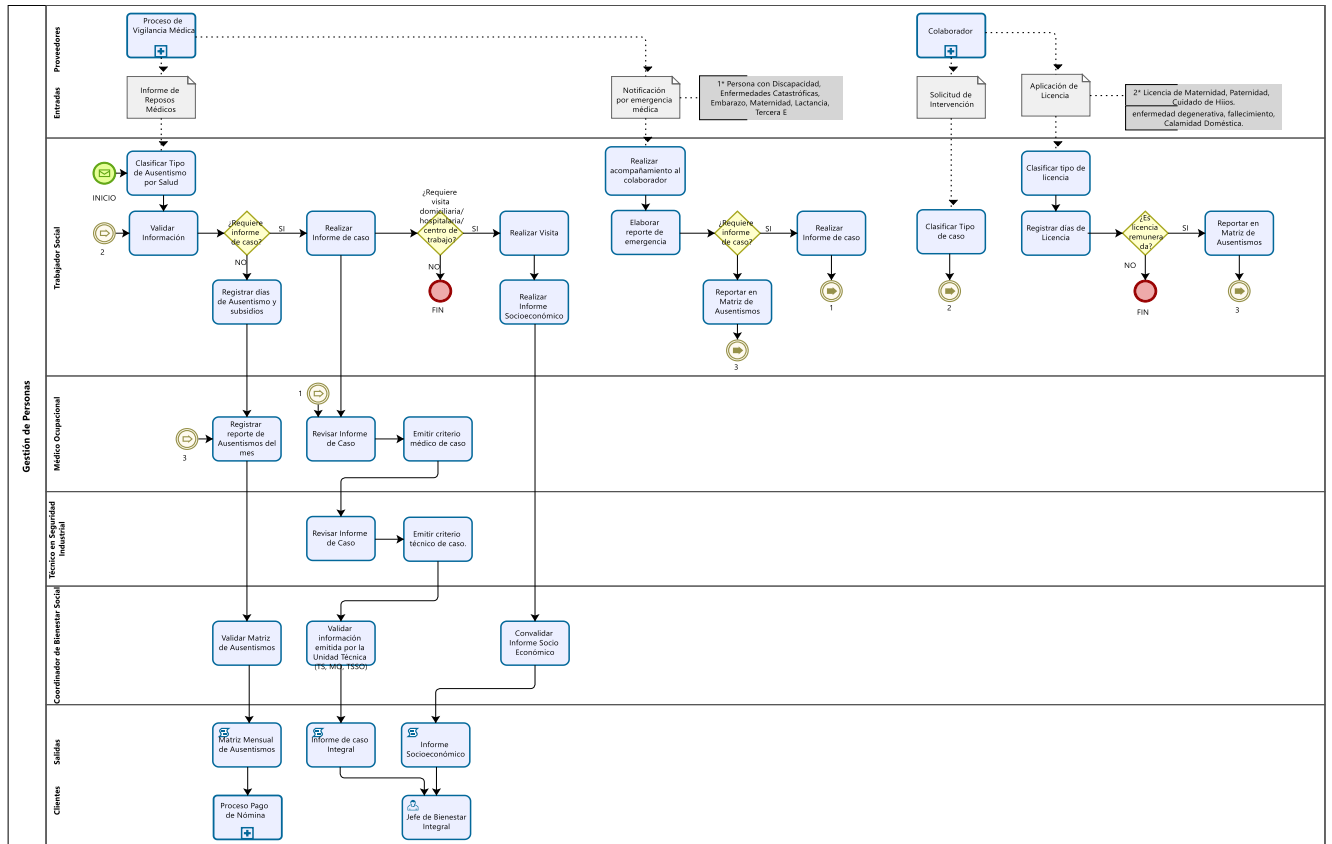 Gestión de Personas
Proveedores
Entradas
Proceso de
Vigilancia Médica
Colaborador
Informe de
Reposos
Médicos
Notificación
por emergencia
médica
1* Persona con Discapacidad,
Enfermedades Catastróficas,
Embarazo, Maternidad, Lactancia,
Tercera E
Solicitud de
Intervención
Aplicación de
Licencia
2* Licencia de Maternidad, Paternidad,
Cuidado de Hijos.
enfermedad degenerativa, fallecimiento,
Calamidad Doméstica.
Trabajador Social
INICIO
Clasificar Tipo
de Ausentismo
por Salud
2
Validar
Información
¿Requiere
informe
de caso?
SI
NO
Realizar
Informe de caso
¿Requiere
visita
domiciliaria/
hospitalaria/
centro de
trabajo?
SI
NO
FIN
Realizar Visita
Registrar días
de Ausentismo y
subsidios
Realizar
Informe
Socioeconómico
Realizar
acompañamiento al
colaborador
Elaborar
reporte de
emergencia
¿Requiere
informe
de caso?
SI
NO
Realizar
Informe de caso
1
Reportar en
Matriz de
Ausentismos
3
Clasificar Tipo
de caso
2
Clasificar tipo de
licencia
Registrar días de
Licencia
¿Es
licencia
remunera
da?
SI
NO
FIN
Reportar en
Matriz de
Ausentismos
3
Médico Ocupacional
1
3
Registrar
reporte de
Ausentismos del
mes
Revisar Informe
de Caso
Emitir criterio
médico de caso
Técnico en Seguridad
Industrial
Revisar Informe
de Caso
Emitir criterio
técnico de caso.
Coordinador de Bienestar Social
Validar Matriz
de Ausentismos
Validar
información
emitida por la
Unidad Técnica
(TS, MO, TSSO)
Convalidar
Informe Socio
Económico
Salidas
Matriz Mensual
de Ausentismos
Informe de caso
Integral
Informe
Socioeconómico
Clientes
Proceso Pago
de Nómina
Jefe de Bienestar
Integral